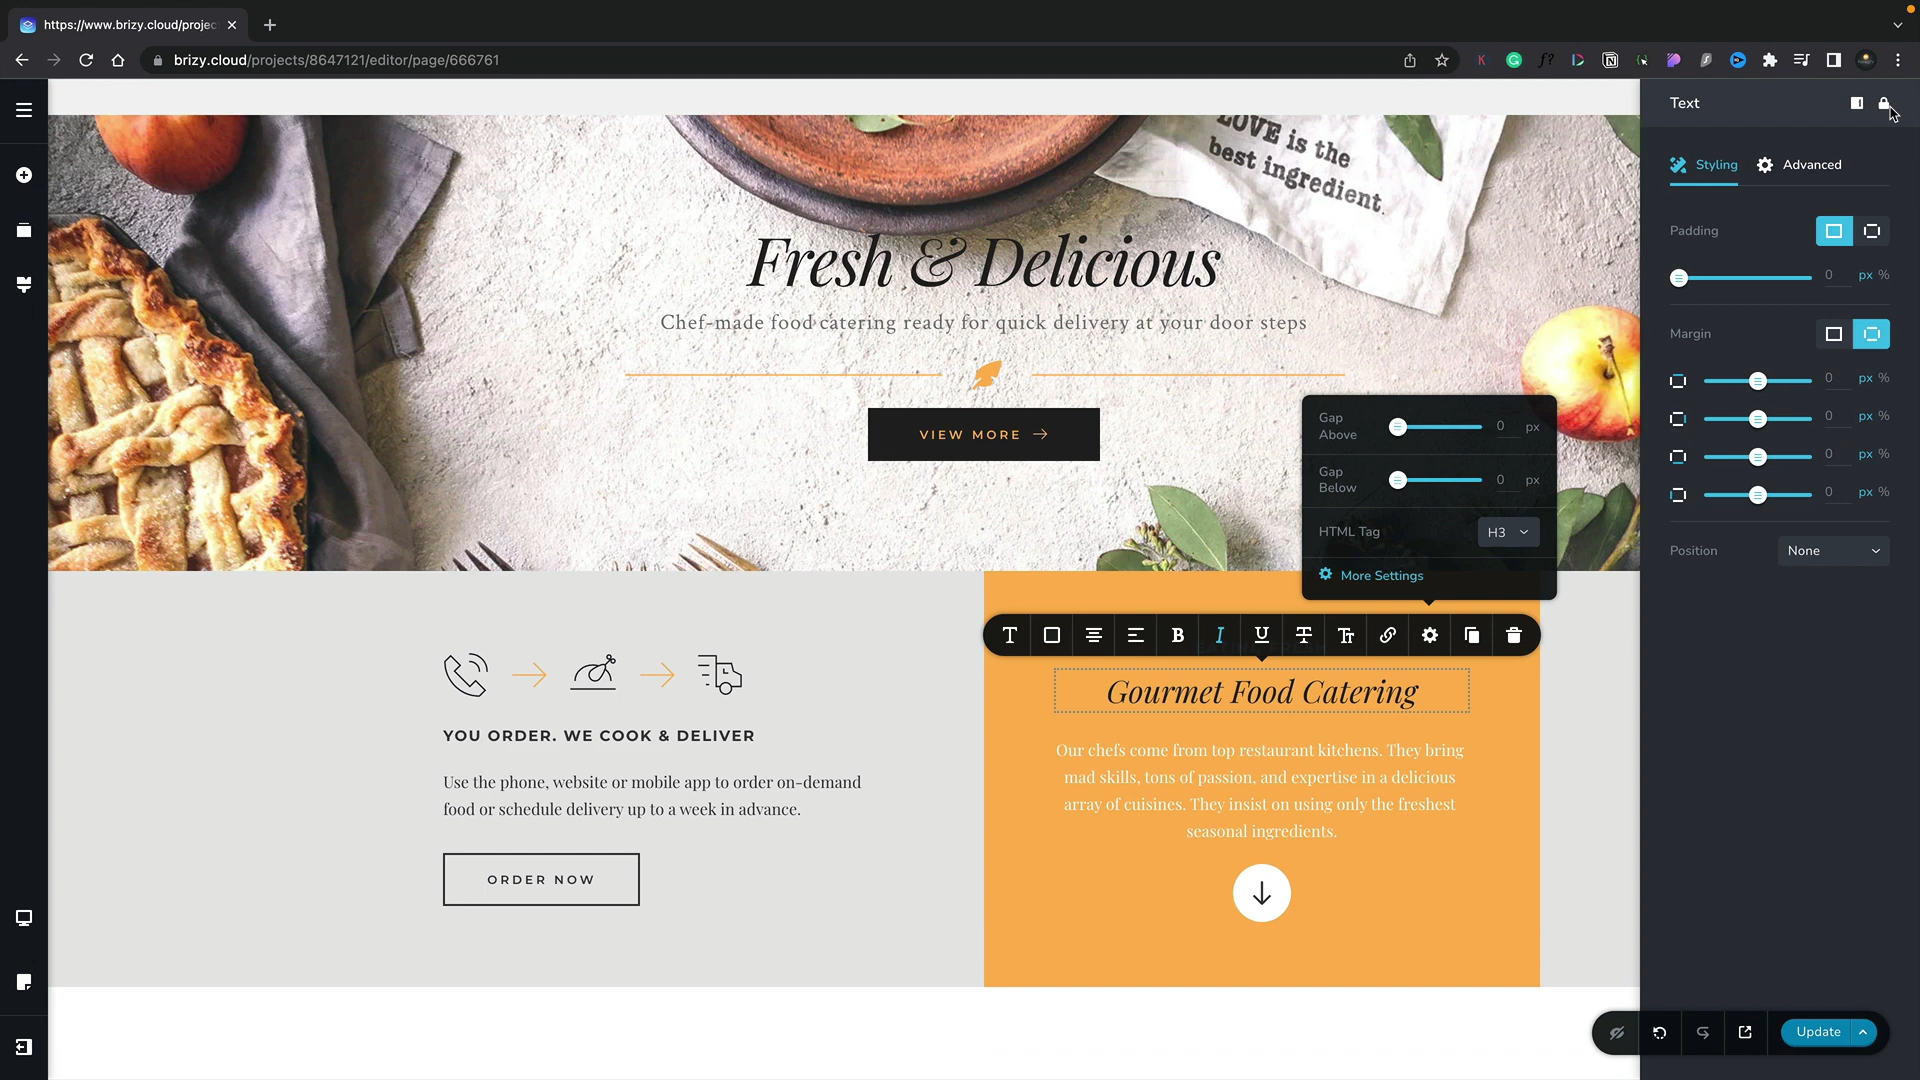 https://www.brizy.cloud/projec
brizy.cloud/projects/8647121/editor/page/666761
Text
Styling
Advanced
Padding
0 px %
Margin
0 px %
0 px %
0 px %
0 px %
Position
None
LOVE is the
best ingredient.
Fresh & Delicious
Chef-made food catering ready for quick delivery at your door steps
VIEW MORE
Gap
Above
0 px
Gap
Below
0 px
HTML Tag
H3
More Settings
Gourmet Food Catering
Our chefs come from top restaurant kitchens. They bring
mad skills, tons of passion, and expertise in a delicious
array of cuisines. They insist on using only the freshest
seasonal ingredients.
YOU ORDER. WE COOK & DELIVER
Use the phone, website or mobile app to order on-demand
food or schedule delivery up to a week in advance.
ORDER NOW
Update